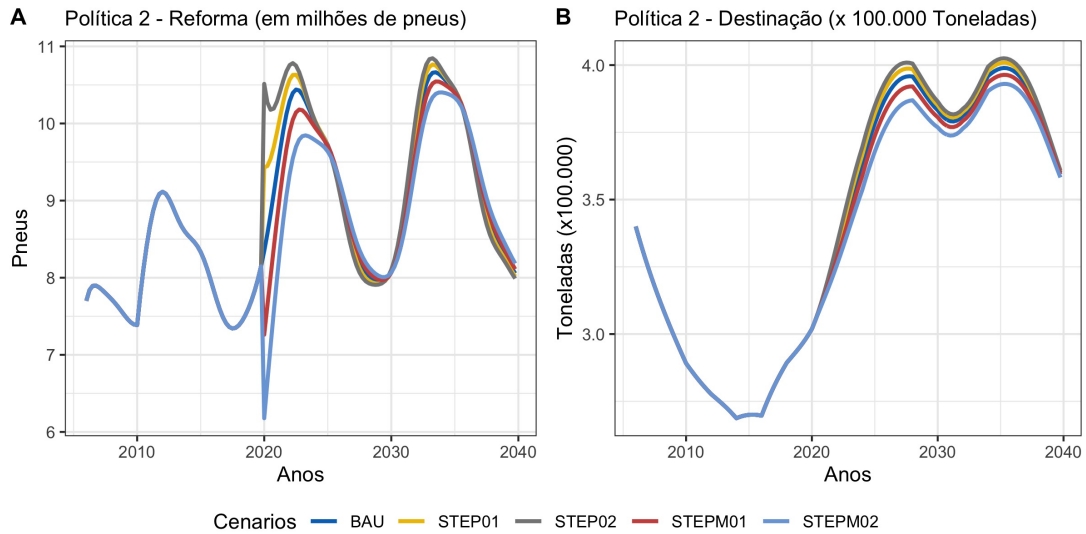 A
Política 2 - Reforma (em milhões de pneus)
11
10
9
8
7
6
Pneus
2010
2020
2030
2040
Anos
B
Política 2 - Destinação (x 100.000 Toneladas)
4.0
3.5
3.0
Toneladas (x100.000)
2010
2020
2030
2040
Anos
Cenarios BAU STEP01 STEP02 STEPM01 STEPM02